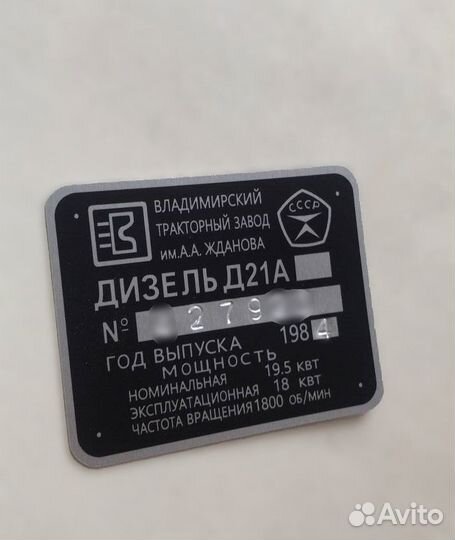 ВЛАДИМИРСКИЙ
ТРАКТОРНЫЙ ЗАВОД
им.А.А. ЖДАНОВА
СССР
ДИЗЕЛЬ Д21А
№ 279
ГОД ВЫПУСКА 1984
МОЩНОСТЬ
НОМИНАЛЬНАЯ 19.5 КВТ
ЭКСПЛУАТАЦИОННАЯ 18 КВТ
ЧАСТОТА ВРАЩЕНИЯ 1800 ОБ/МИН
Avito